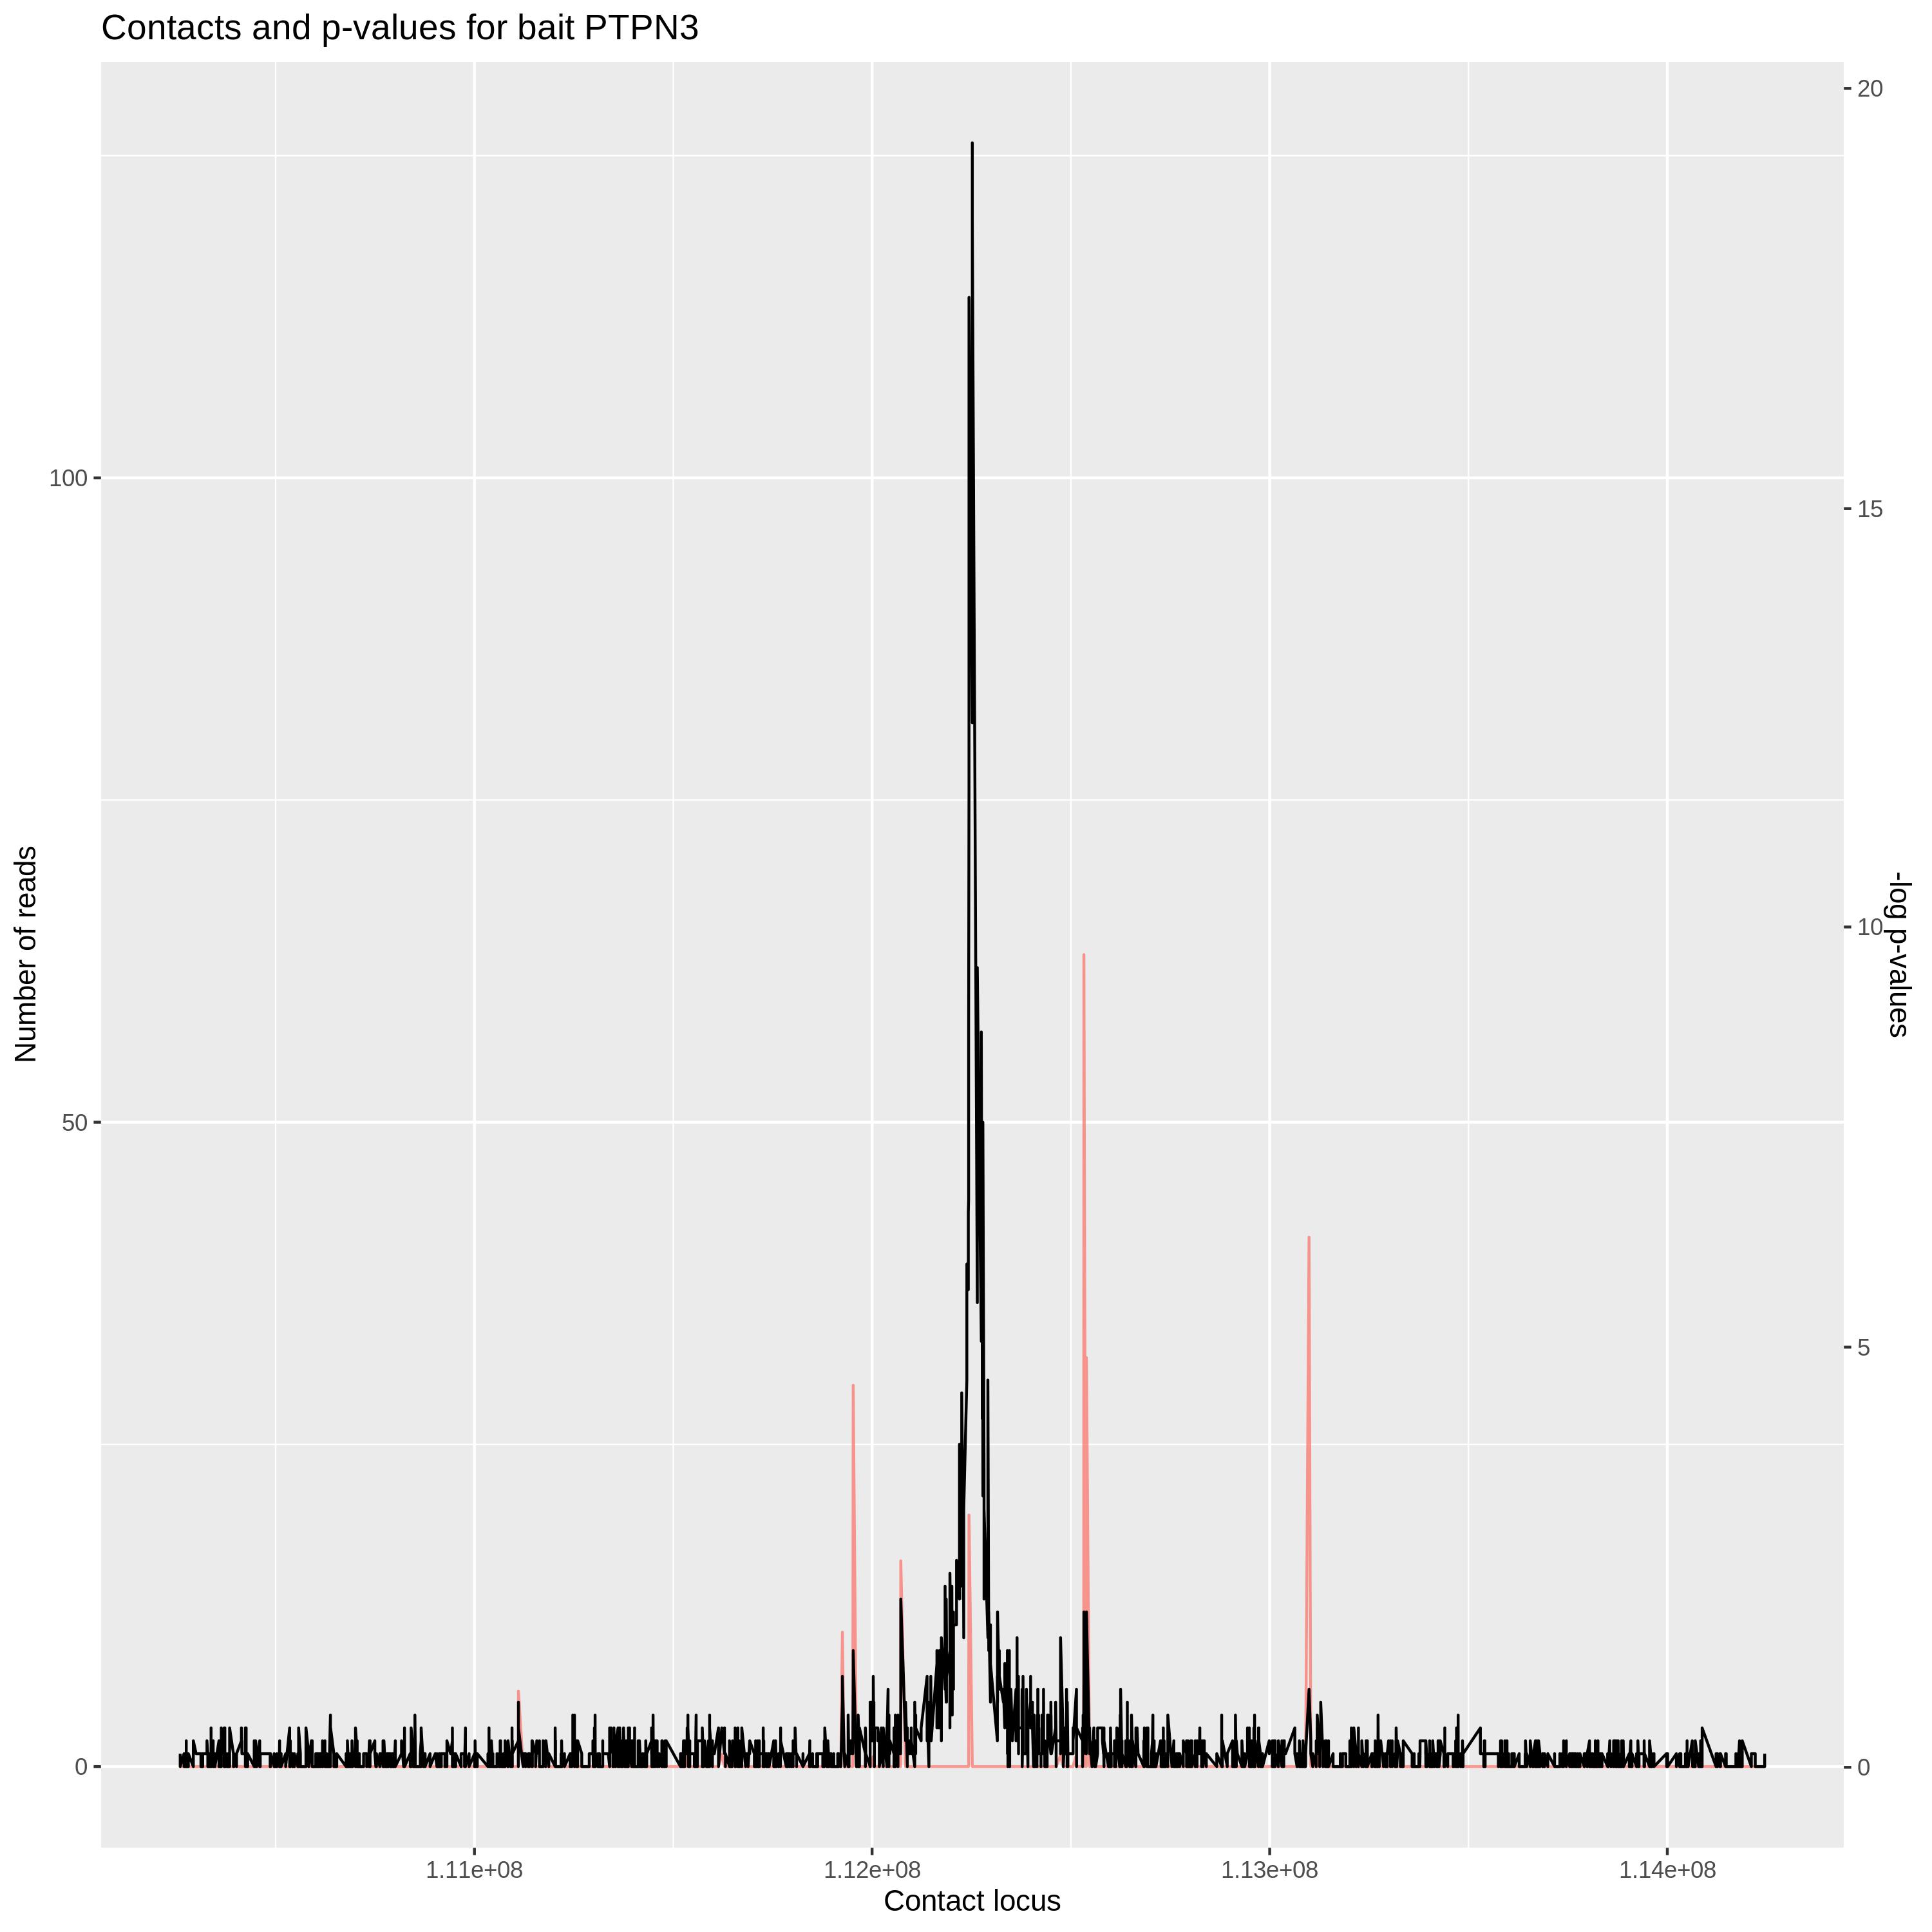 Contacts and p-values for bait PTPN3
Number of reads
100
50
0
20
15
10
5
0
-log p-values
1.11e+08 1.12e+08 1.13e+08 1.14e+08
Contact locus